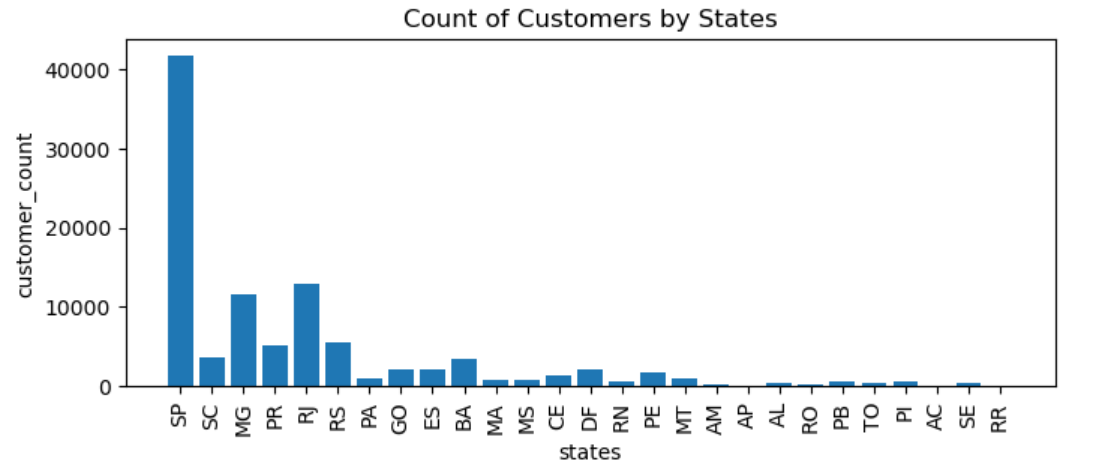 Count of Customers by States
customer_count
40000
30000
20000
10000
0
SP SC MG PR RJ RS PA GO ES BA MA MS CE DF RN PE MT AM AP AL RO PB TO PI AC SE RR
states